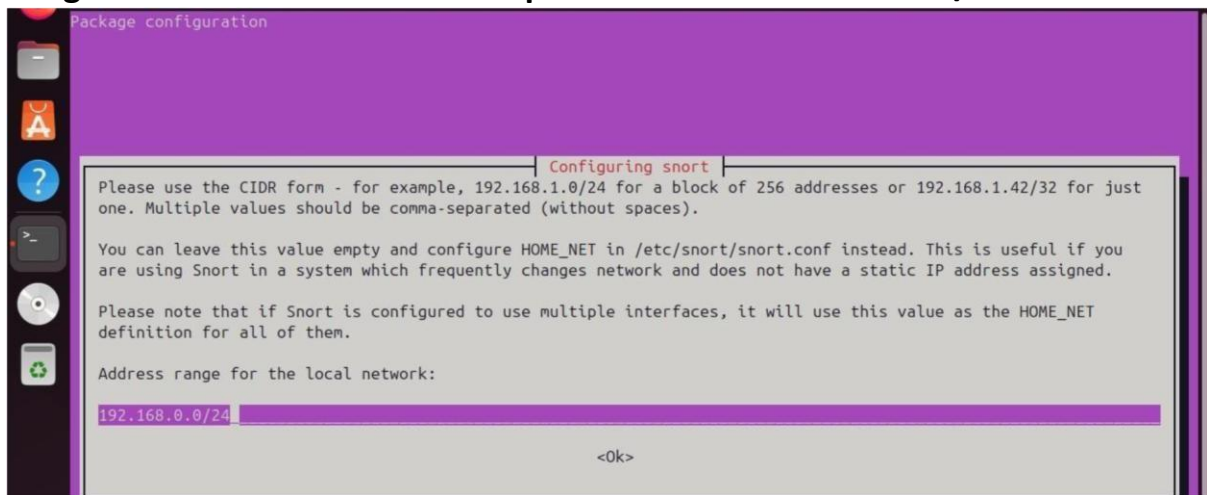 Package configuration
Configuring snort
Please use the CIDR form - for example, 192.168.1.0/24 for a block of 256 addresses or 192.168.1.42/32 for just
one. Multiple values should be comma-separated (without spaces).
You can leave this value empty and configure HOME_NET in /etc/snort/snort.conf instead. This is useful if you
are using Snort in a system which frequently changes network and does not have a static IP address assigned.
Please note that if Snort is configured to use multiple interfaces, it will use this value as the HOME_NET
definition for all of them.
Address range for the local network:
192.168.0.0/24
<Ok>